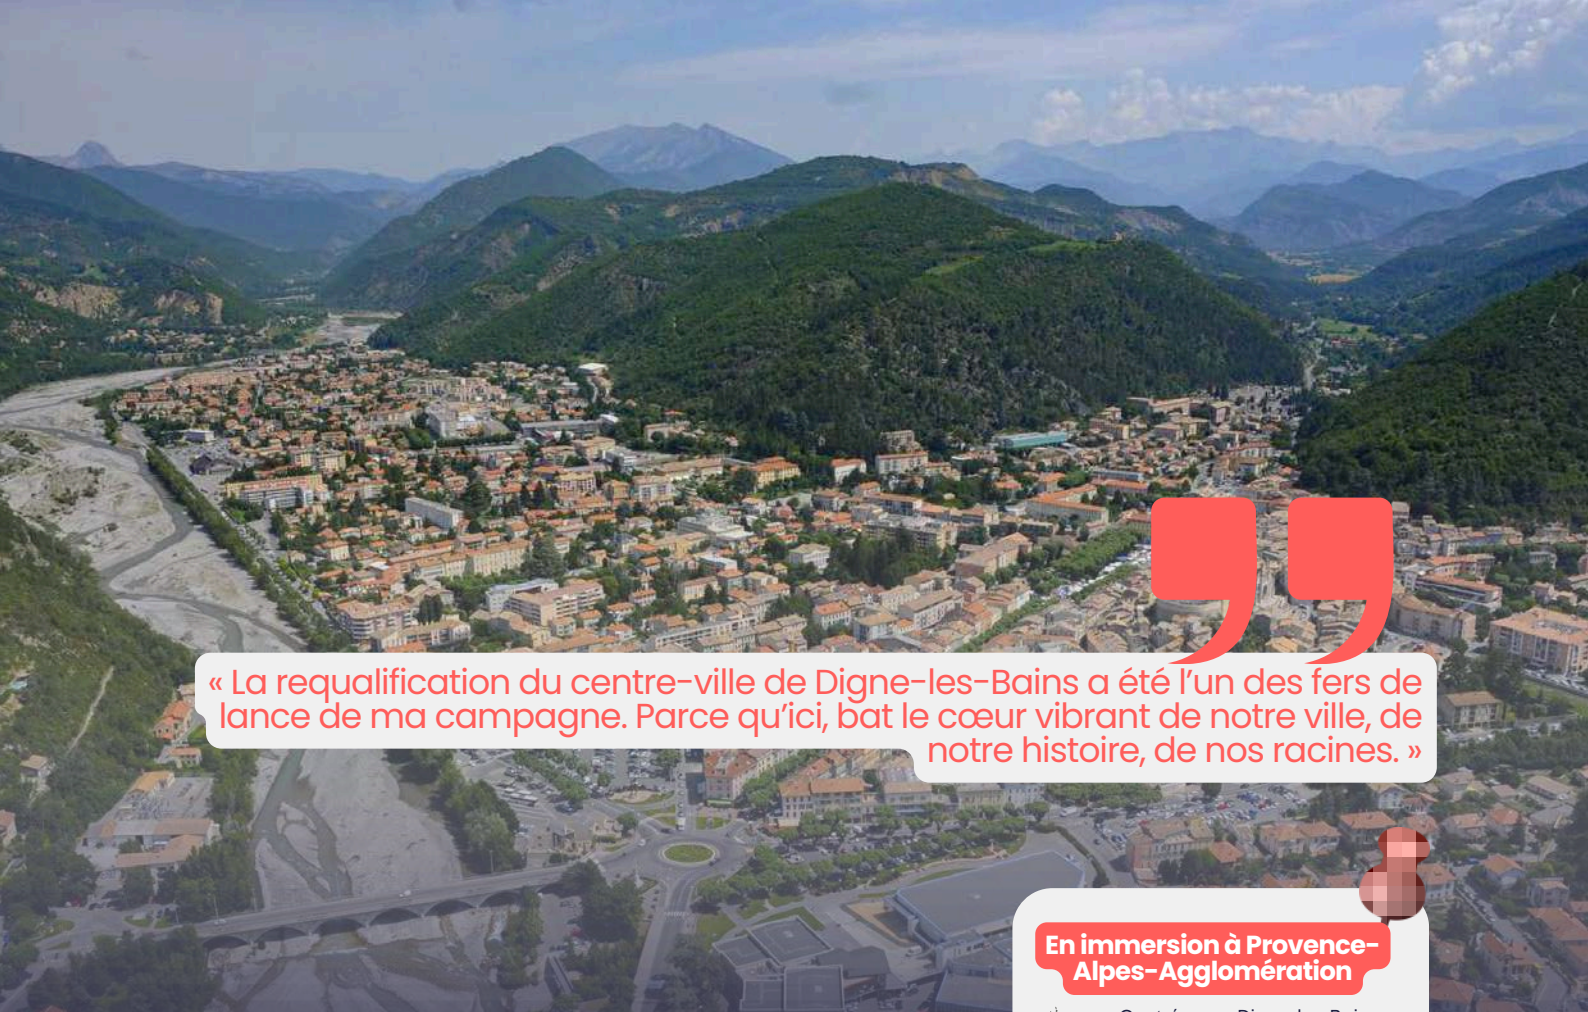 « La requalification du centre-ville de Digne-les-Bains a été l’un des fers de
lance de ma campagne. Parce qu’ici, bat le cœur vibrant de notre ville, de
notre histoire, de nos racines. »
En immersion à Provence-
Alpes-Agglomération